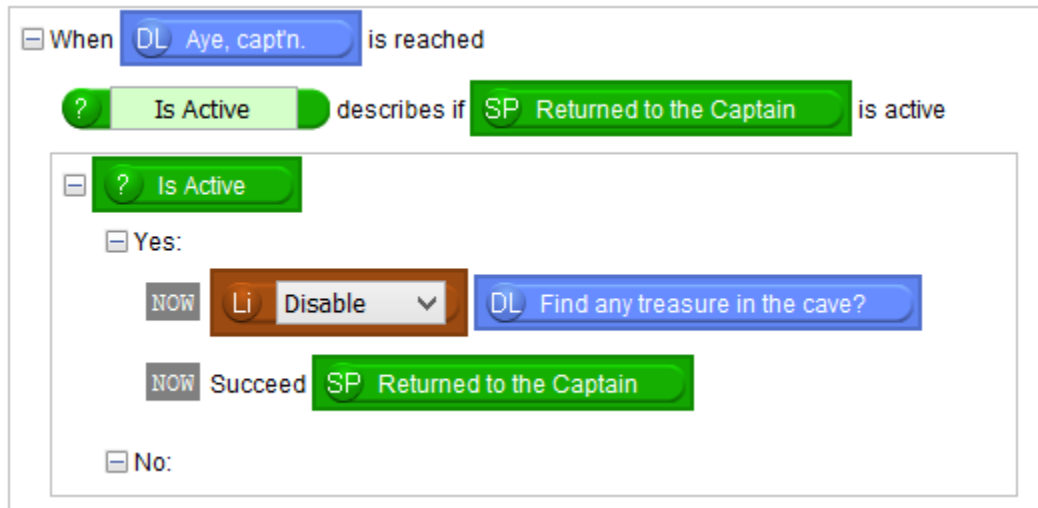 When DL Aye, capt'n. is reached
? Is Active describes if SP Returned to the Captain is active
? Is Active
Yes:
NOW Li Disable DL Find any treasure in the cave?
NOW Succeed SP Returned to the Captain
No: